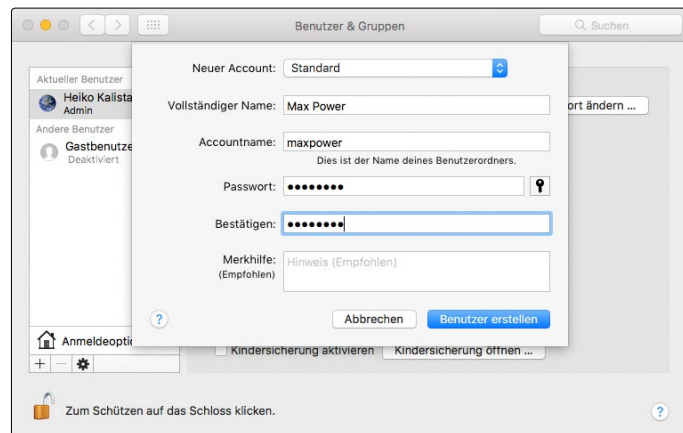 Benutzer & Gruppen
Suchen
Neuer Account: Standard
Vollständiger Name: Max Power
Accountname: maxpower
Dies ist der Name deines Benutzerordners.
Passwort: ●●●●●●●●
Bestätigen: ●●●●●●●●
Merkhilfe:
(Empfohlen)
Hinweis (Empfohlen)
?
Abbrechen
Benutzer erstellen
Aktueller Benutzer
Heiko Kalista
Admin
Andere Benutzer
Gastbenutze
Deaktiviert
Anmeldeopti
+ −
ort ändern ...
Kindersicherung aktivieren
Kindersicherung öffnen ...
Zum Schützen auf das Schloss klicken.
?